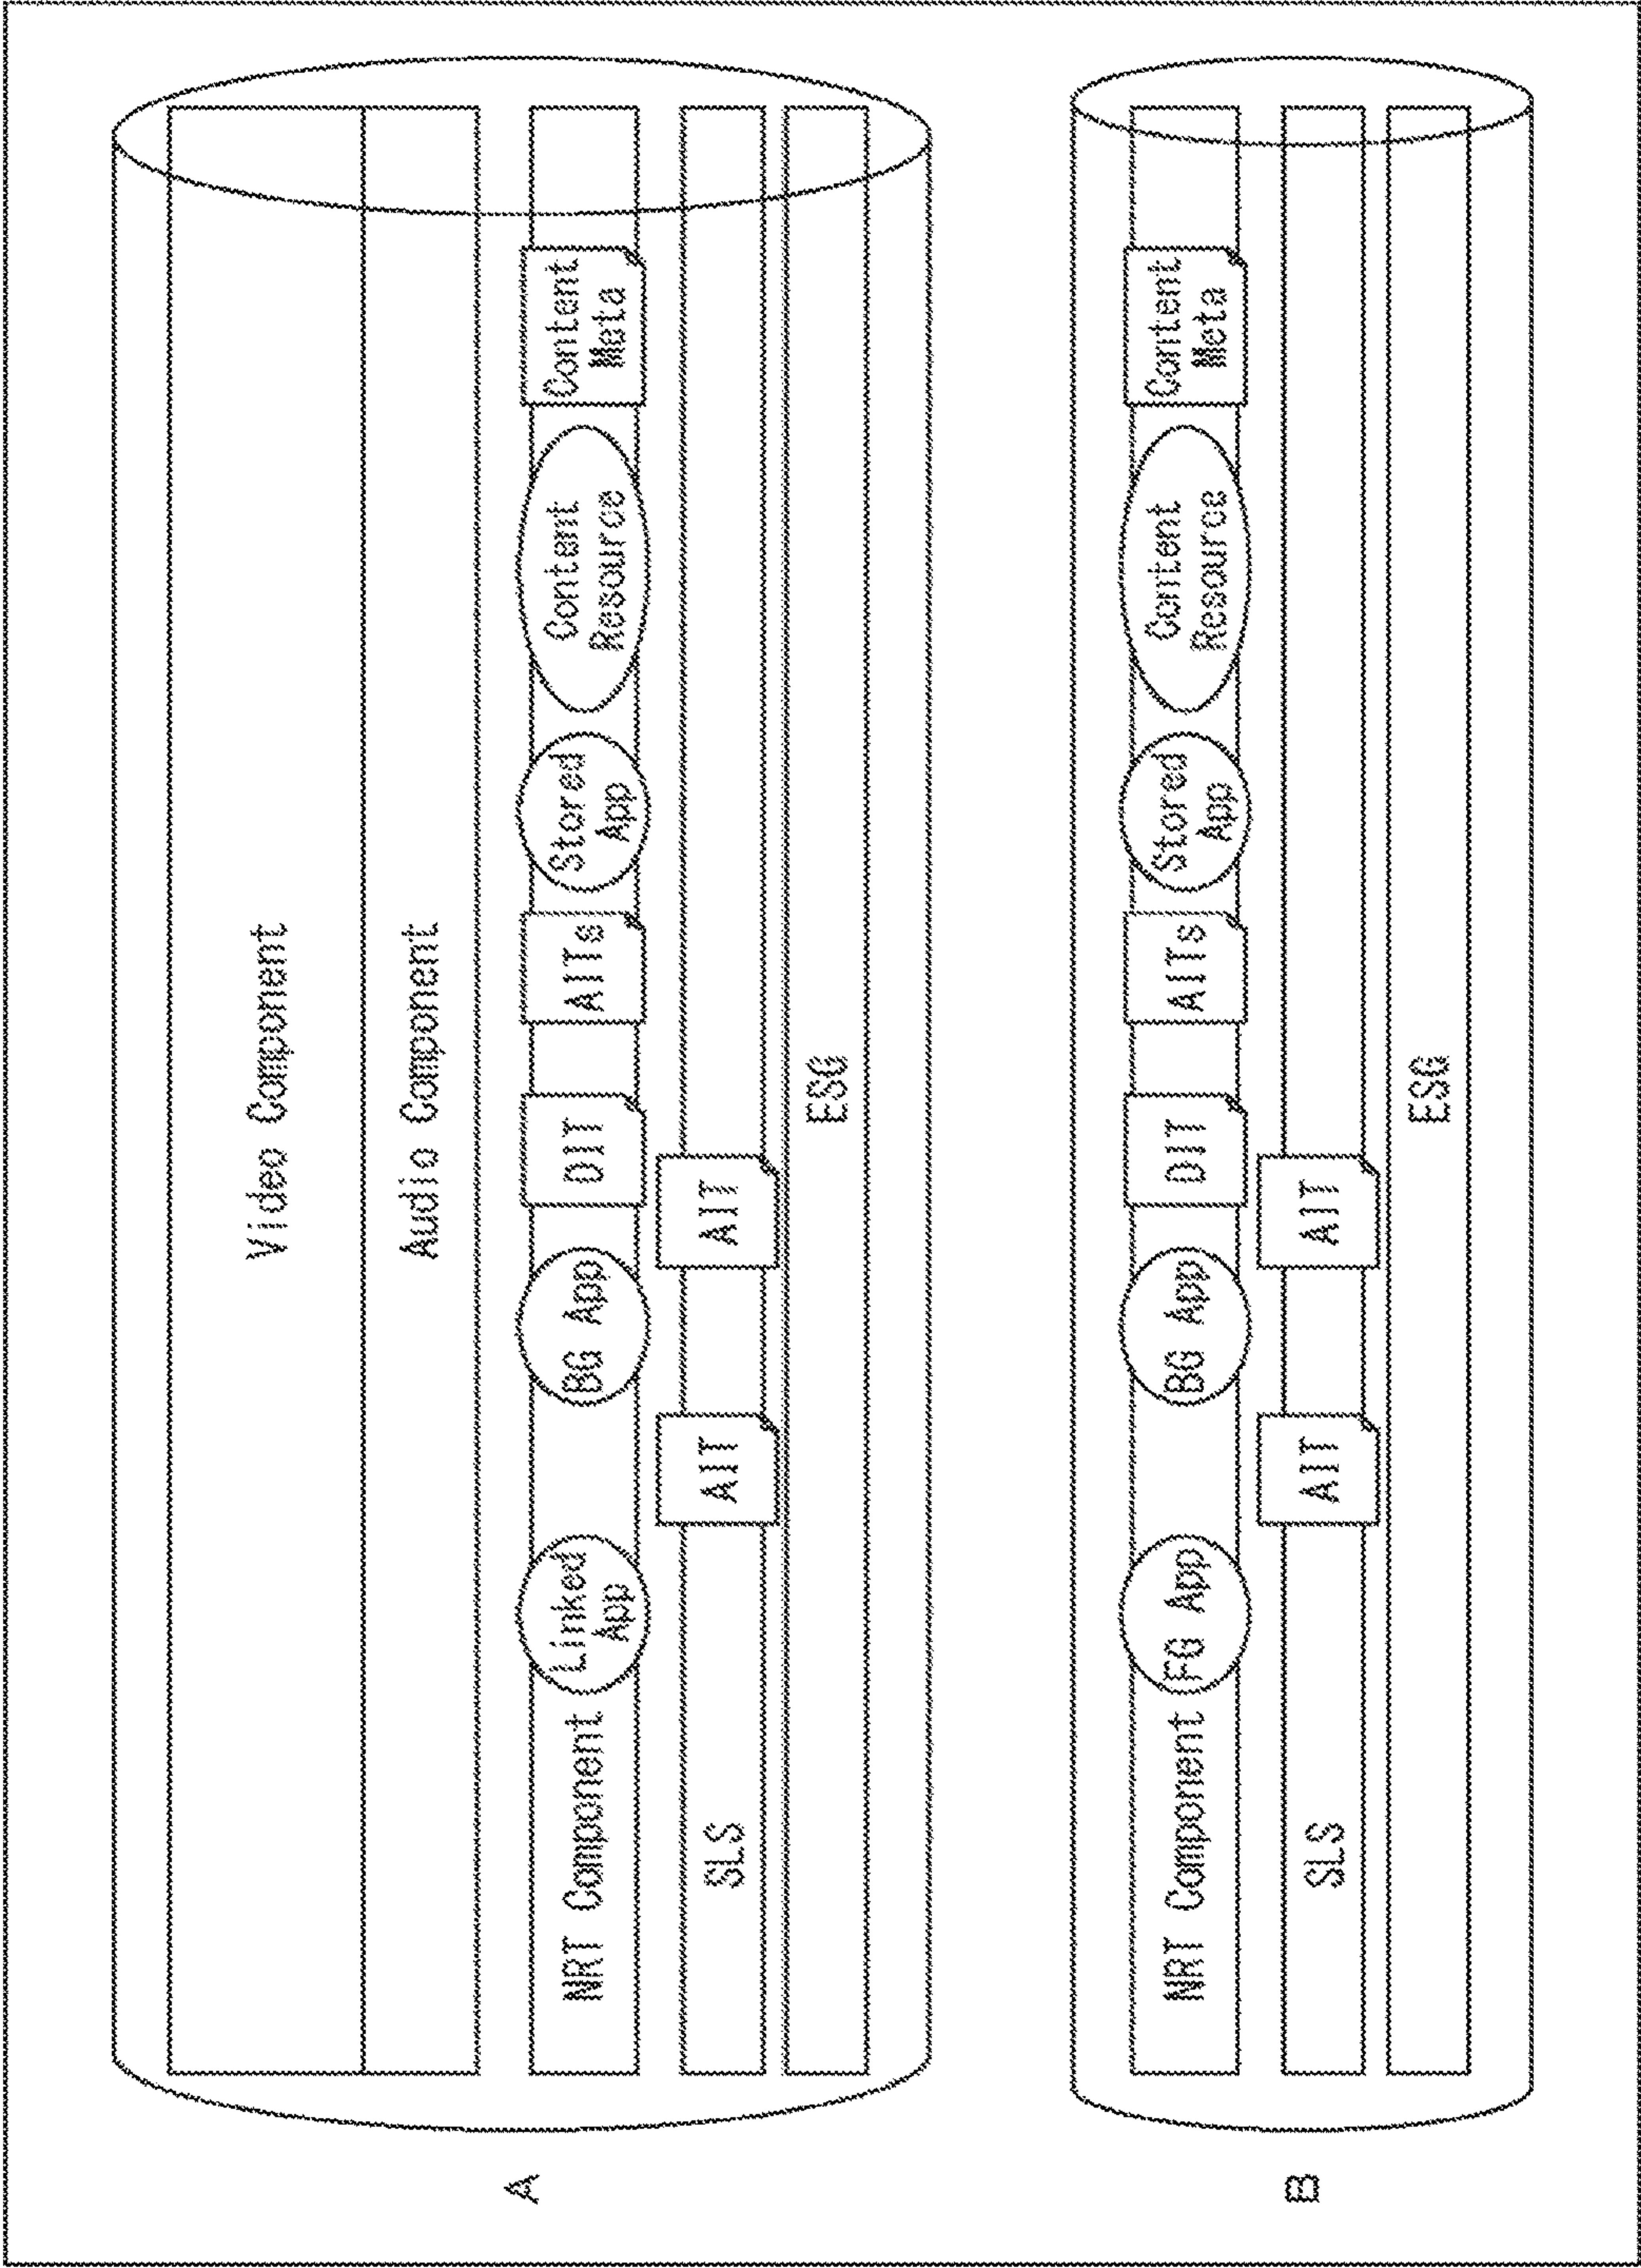 A
Video Component
Audio Component
NRT Component
Linked
App
BG App
DIT
AITs
Stored
App
Content
Resource
Content
Meta
SLS
AIT
AIT
ESG
B
NRT Component
FG App
BG App
DIT
AITs
Stored
App
Content
Resource
Content
Meta
SLS
AIT
AIT
ESG